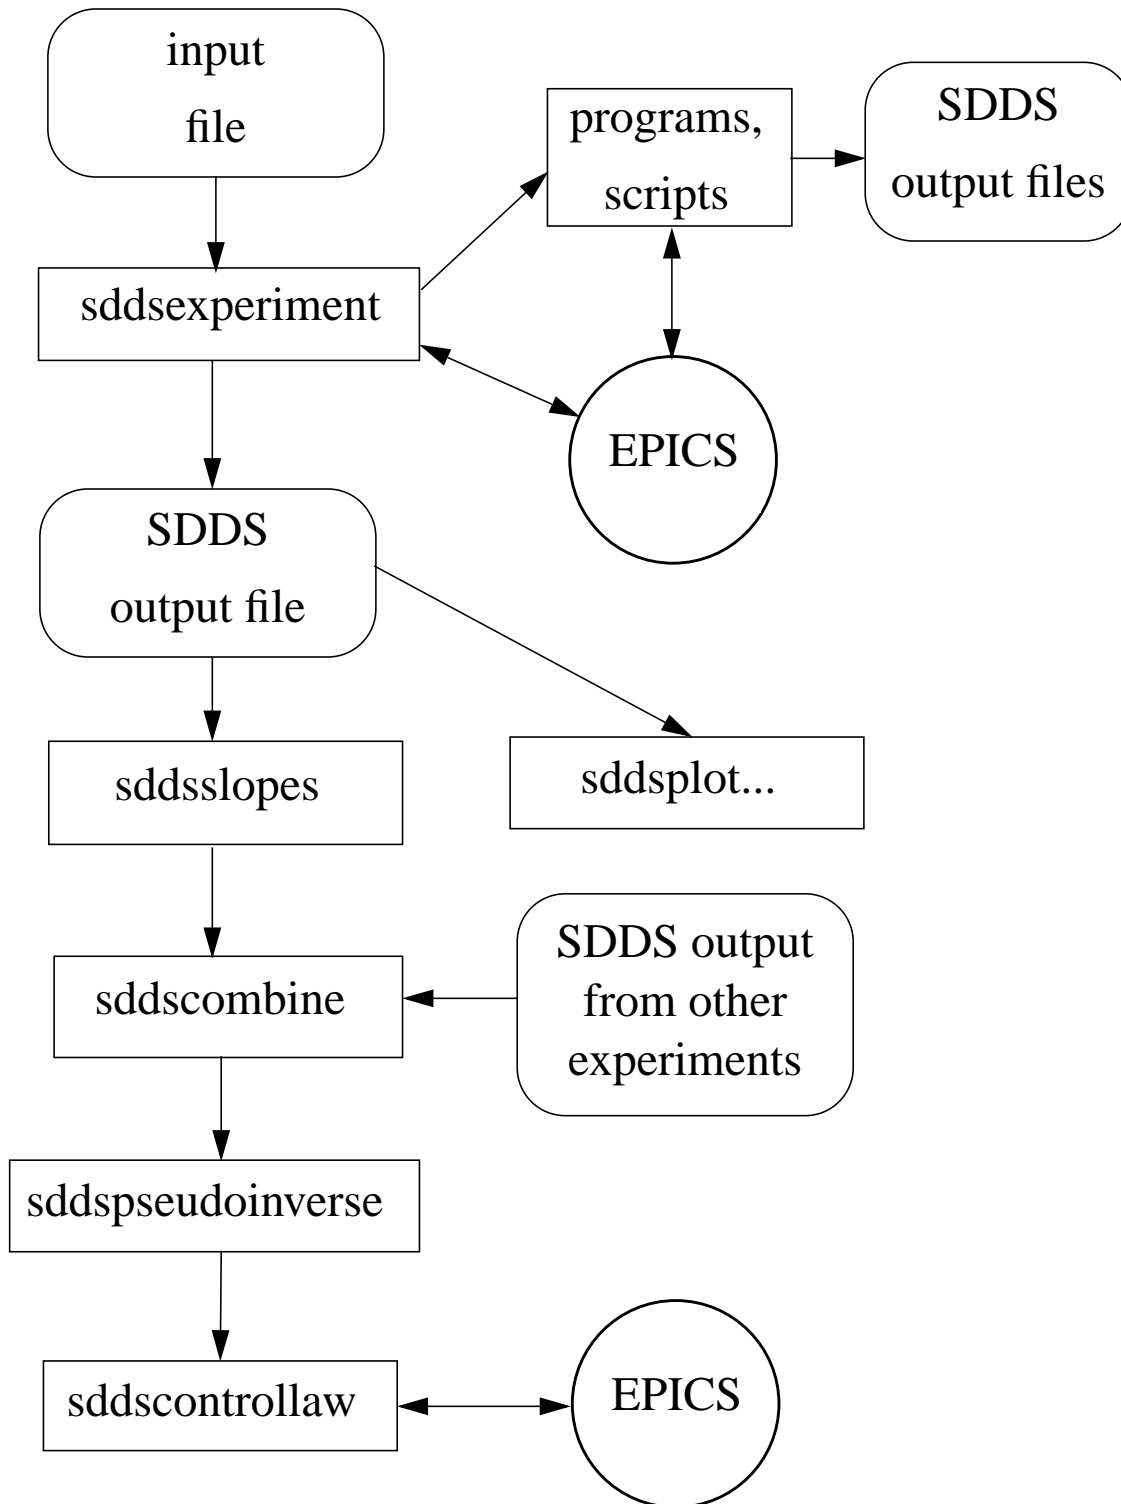 input
file
programs,
scripts
SDDS
output files
sddsexperiment
EPICS
SDDS
output file
sddsslopes
sddsplot...
SDDS output
from other
experiments
sddscombine
sddspseudoinverse
sddscontrollaw
EPICS